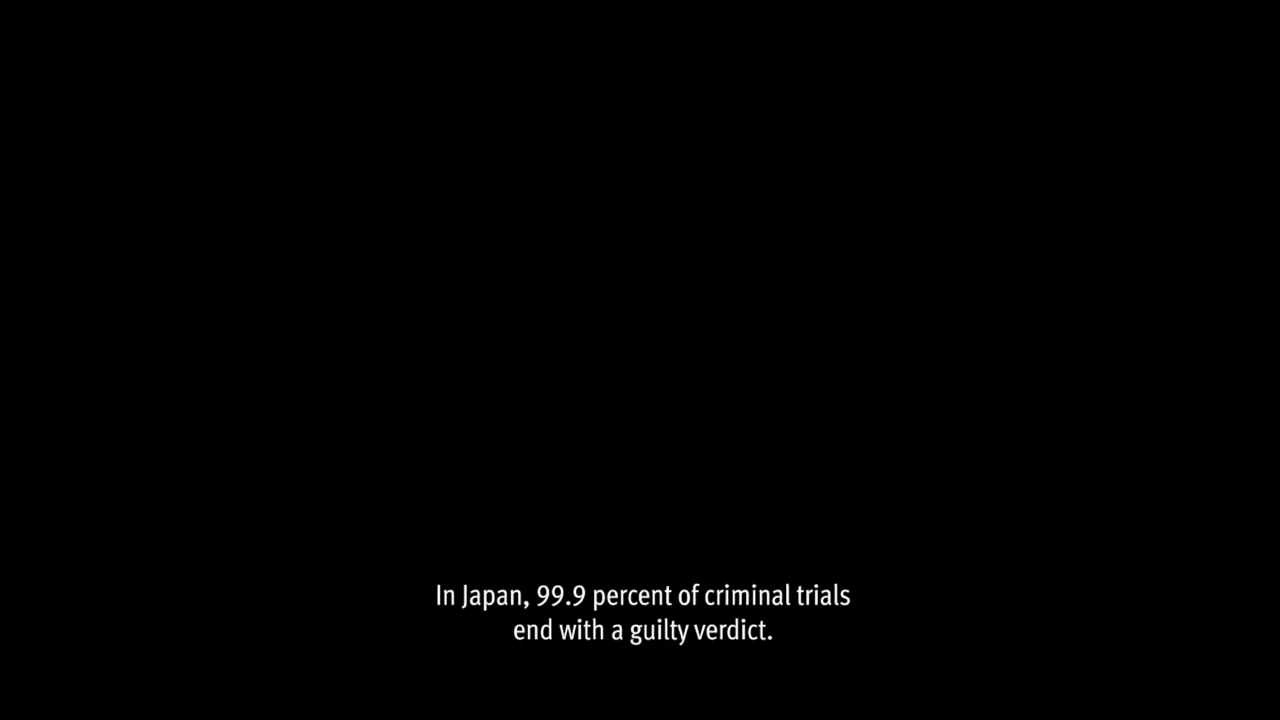 In Japan, 99.9 percent of criminal trials
end with a guilty verdict.